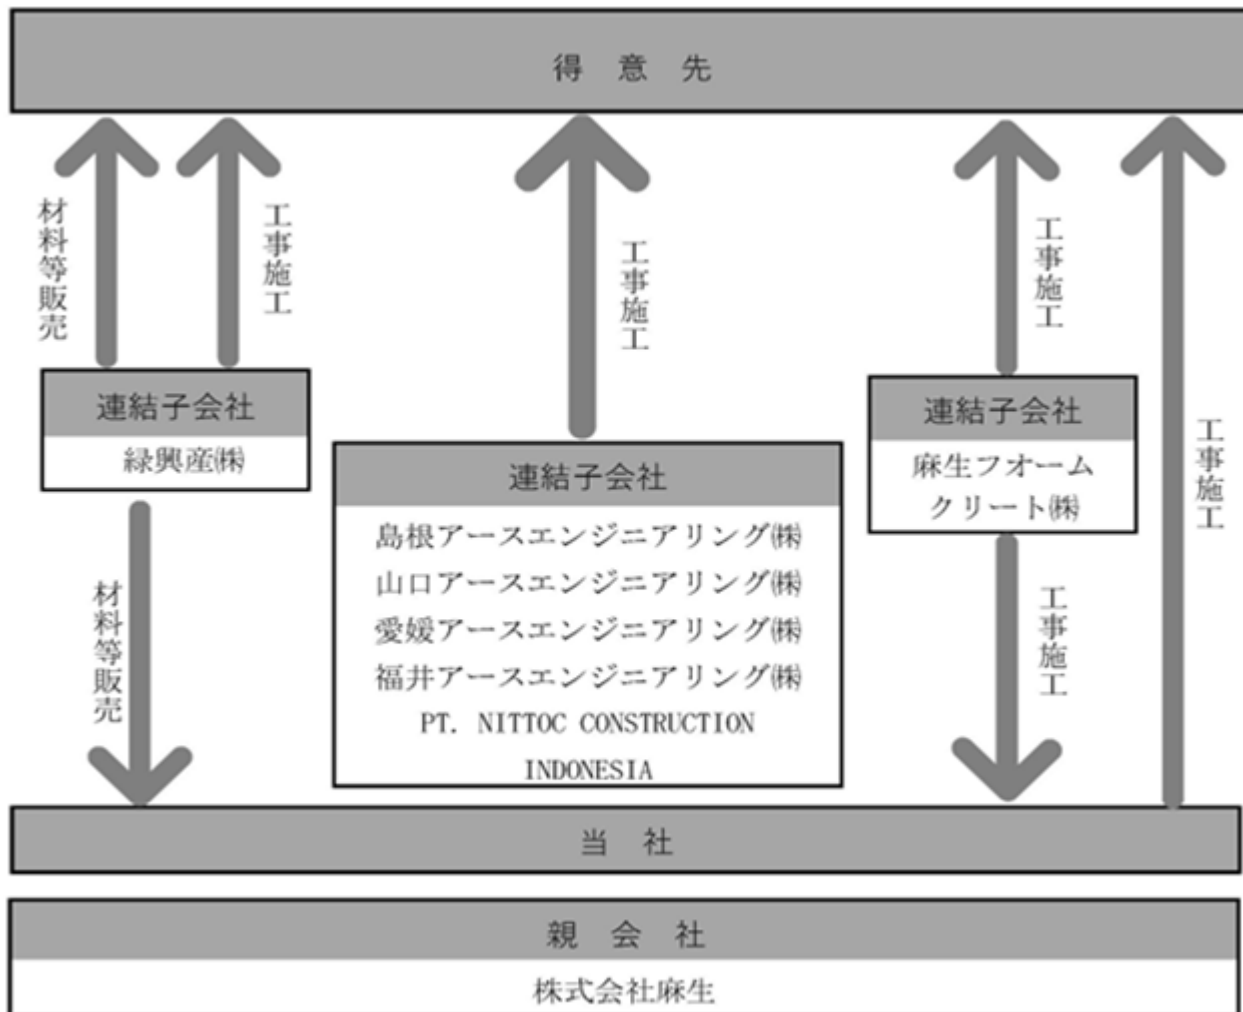 得意先
材料等販売
工事施工
工事施工
工事施工
工事施工
連結子会社
緑興産㈱
連結子会社
島根アースエンジニアリング㈱
山口アースエンジニアリング㈱
愛媛アースエンジニアリング㈱
福井アースエンジニアリング㈱
PT. NITTOC CONSTRUCTION
INDONESIA
連結子会社
麻生フオーム
クリート㈱
材料等販売
工事施工
当社
親会社
株式会社麻生